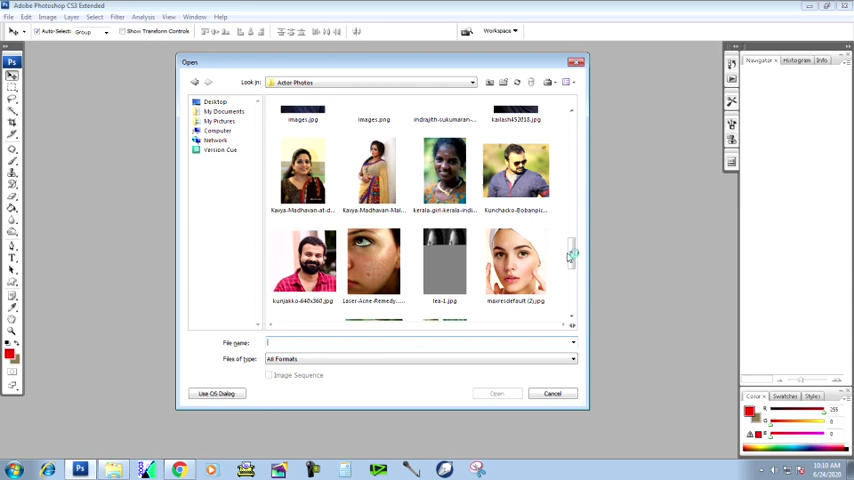 Adobe Photoshop CS3 Extended
File Edit Image Layer Select Filter Analysis View Window Help
Auto-Select: Group Show Transform Controls Workspace
Open
Look in: Actor Photos
Navigator Histogram Info
Desktop
My Documents
My Pictures
Computer
Network
Version Cue
images.jpg images.png indrajith-sukumaran-... kailash452018.jpg
Kavya-Madhavan-at-d... Kavya-Madhavan-Mal... kerala-girl-kerala-indi... Kunchacko-Bobanpic...
kunjakko-640x360.jpg Laser-Acne-Remedy.... lea-1.jpg maxresdefault (2).jpg
File name:
Files of type: All Formats
Image Sequence
Use OS Dialog Open Cancel
Color Swatches Styles
R 255
G 0
B 0
Ps
10:10 AM
6/24/2020